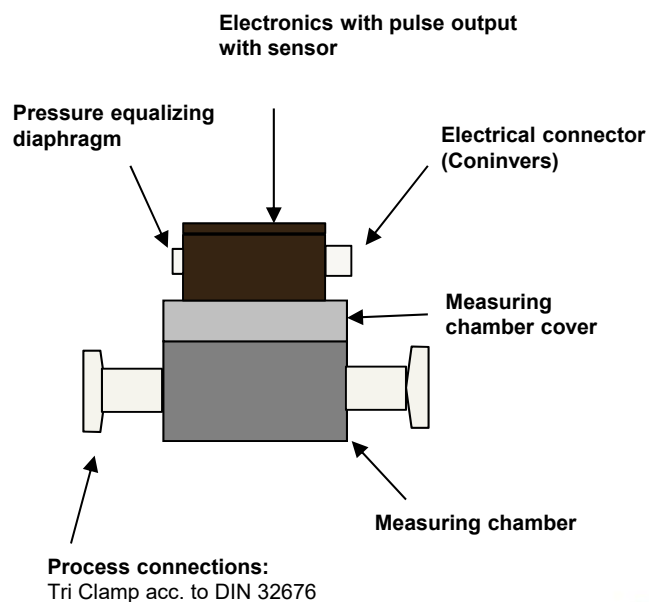 Electronics with pulse output
with sensor
Pressure equalizing
diaphragm
Electrical connector
(Coninvers)
Measuring
chamber cover
Measuring chamber
Process connections:
Tri Clamp acc. to DIN 32676